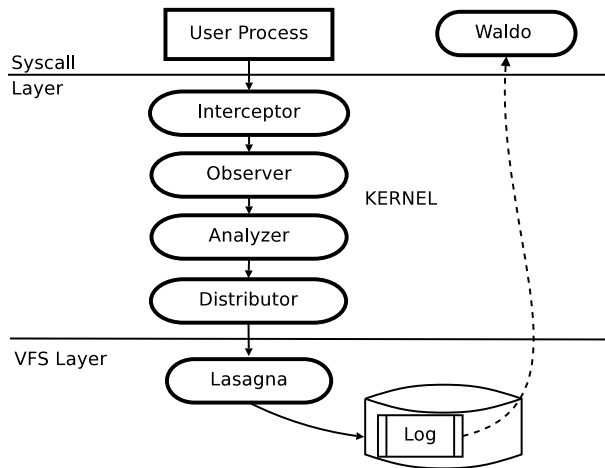 User Process
Waldo
Syscall
Layer
Interceptor
Observer
KERNEL
Analyzer
Distributor
VFS Layer
Lasagna
Log